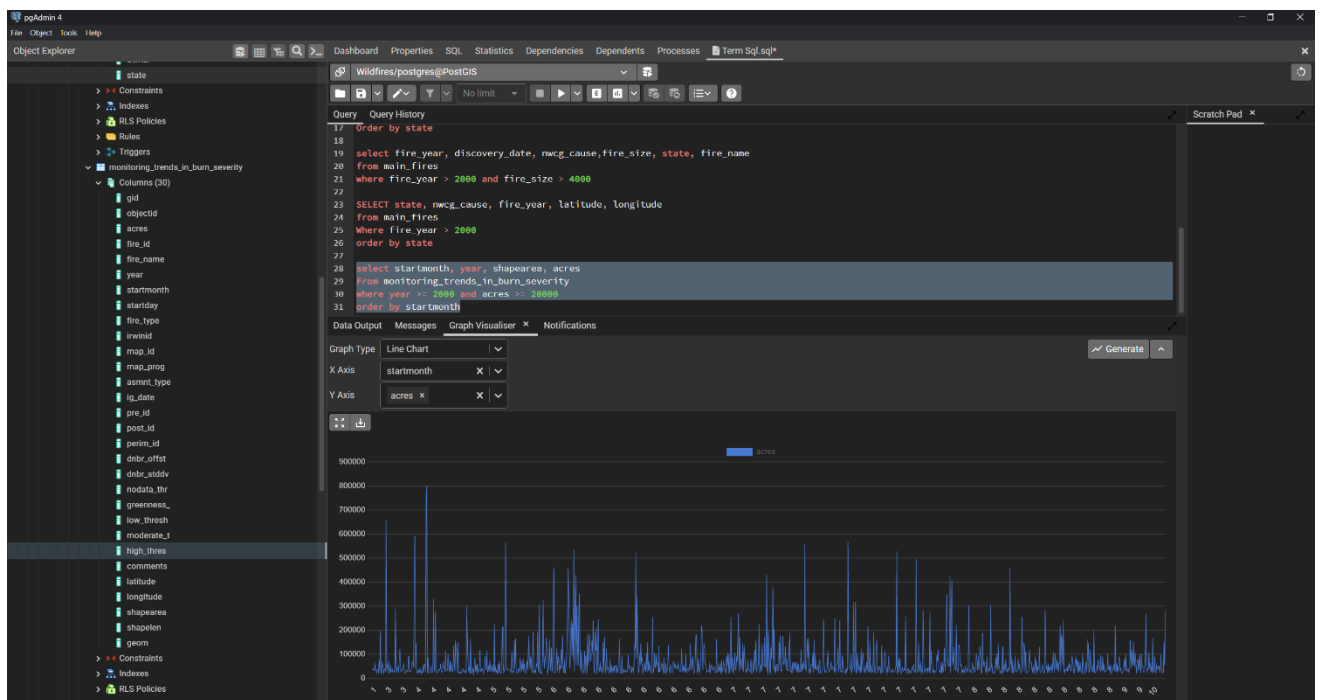 pgAdmin 4
File Object Tools Help
Object Explorer
Dashboard Properties SQL Statistics Dependencies Dependents Processes Term Sql.sql*
state
Constraints
Indexes
RLS Policies
Rules
Triggers
monitoring_trends_in_burn_severity
Columns (30)
gid
objectid
acres
fire_id
fire_name
year
startmonth
startday
fire_type
irwinid
map_id
map_prog
asmnt_type
ig_date
pre_id
post_id
perim_id
dnbr_offst
dnbr_stddv
nodata_thr
greenness_
low_thresh
moderate_t
high_thres
comments
latitude
longitude
shapearea
shapelen
geom
Constraints
Indexes
RLS Policies
Wildfires/postgres@PostGIS
No limit
E
Query Query History
Scratch Pad
17 Order by state
18
19 select fire_year, discovery_date, nwcg_cause,fire_size, state, fire_name
20 from main_fires
21 where fire_year > 2000 and fire_size > 4000
22
23 SELECT state, nwcg_cause, fire_year, latitude, longitude
24 from main_fires
25 Where fire_year > 2000
26 order by state
27
28 select startmonth, year, shapearea, acres
29 From monitoring_trends_in_burn_severity
30 where year >= 2000 and acres >= 20000
31 order by startmonth
Data Output Messages Graph Visualiser Notifications
Graph Type Line Chart
Generate
X Axis startmonth
Y Axis acres
acres
900000
800000
700000
600000
500000
400000
300000
200000
100000
0